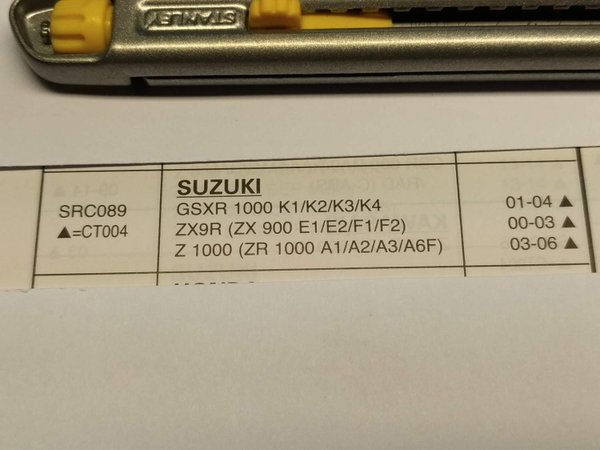 STANLEY
SUZUKI
SRC089 GSXR 1000 K1/K2/K3/K4 01-04 ▲
▲=CT004 ZX9R (ZX 900 E1/E2/F1/F2) 00-03 ▲
Z 1000 (ZR 1000 A1/A2/A3/A6F) 03-06 ▲